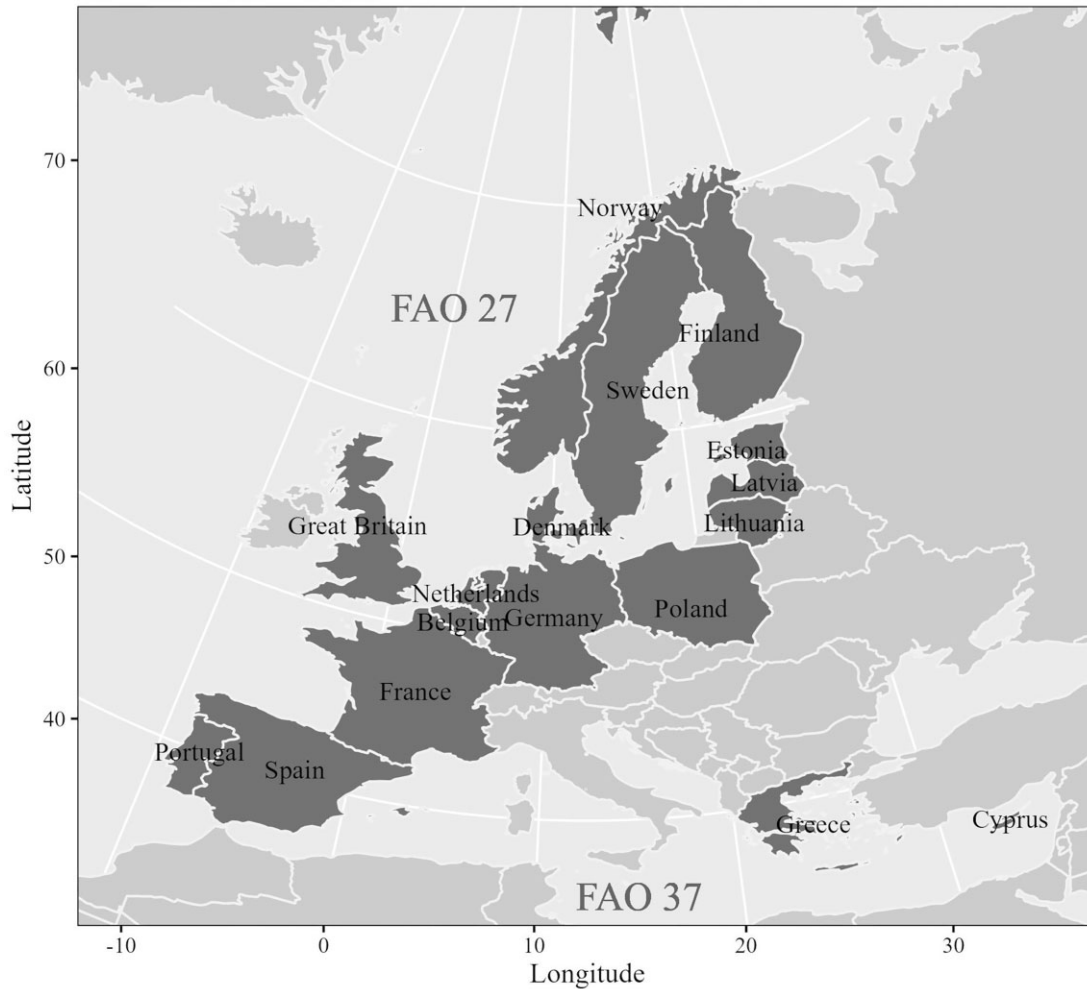 70
Norway
FAO 27
Finland
60
Sweden
Estonia
Latvia
Great Britain
Denmark
Lithuania
50
Netherlands
Belgium
Germany
Poland
France
40
Portugal
Spain
Greece
Cyprus
FAO 37
Latitude
-10
0
10
20
30
Longitude